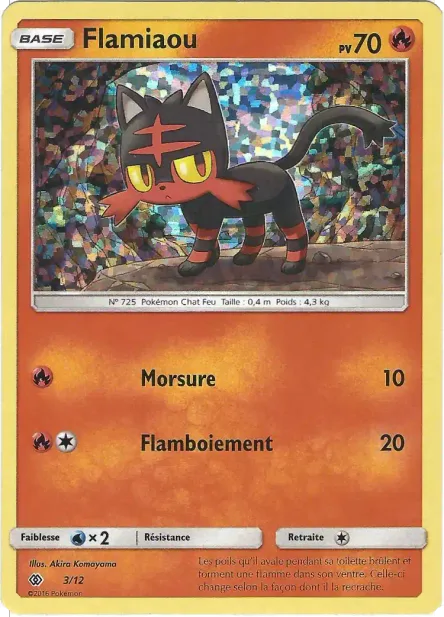 BASE Flamiaou PV70
N° 725 Pokémon Chat Feu Taille : 0,4 m Poids : 4,3 kg
Morsure 10
Flamboiement 20
Faiblesse ×2 Résistance Retraite
Illus. Akira Komayama
3/12
©2016 Pokémon
Les poils qu'il avale pendant sa toilette brûlent et
forment une flamme dans son ventre. Celle-ci
change selon la façon dont il la recrache.